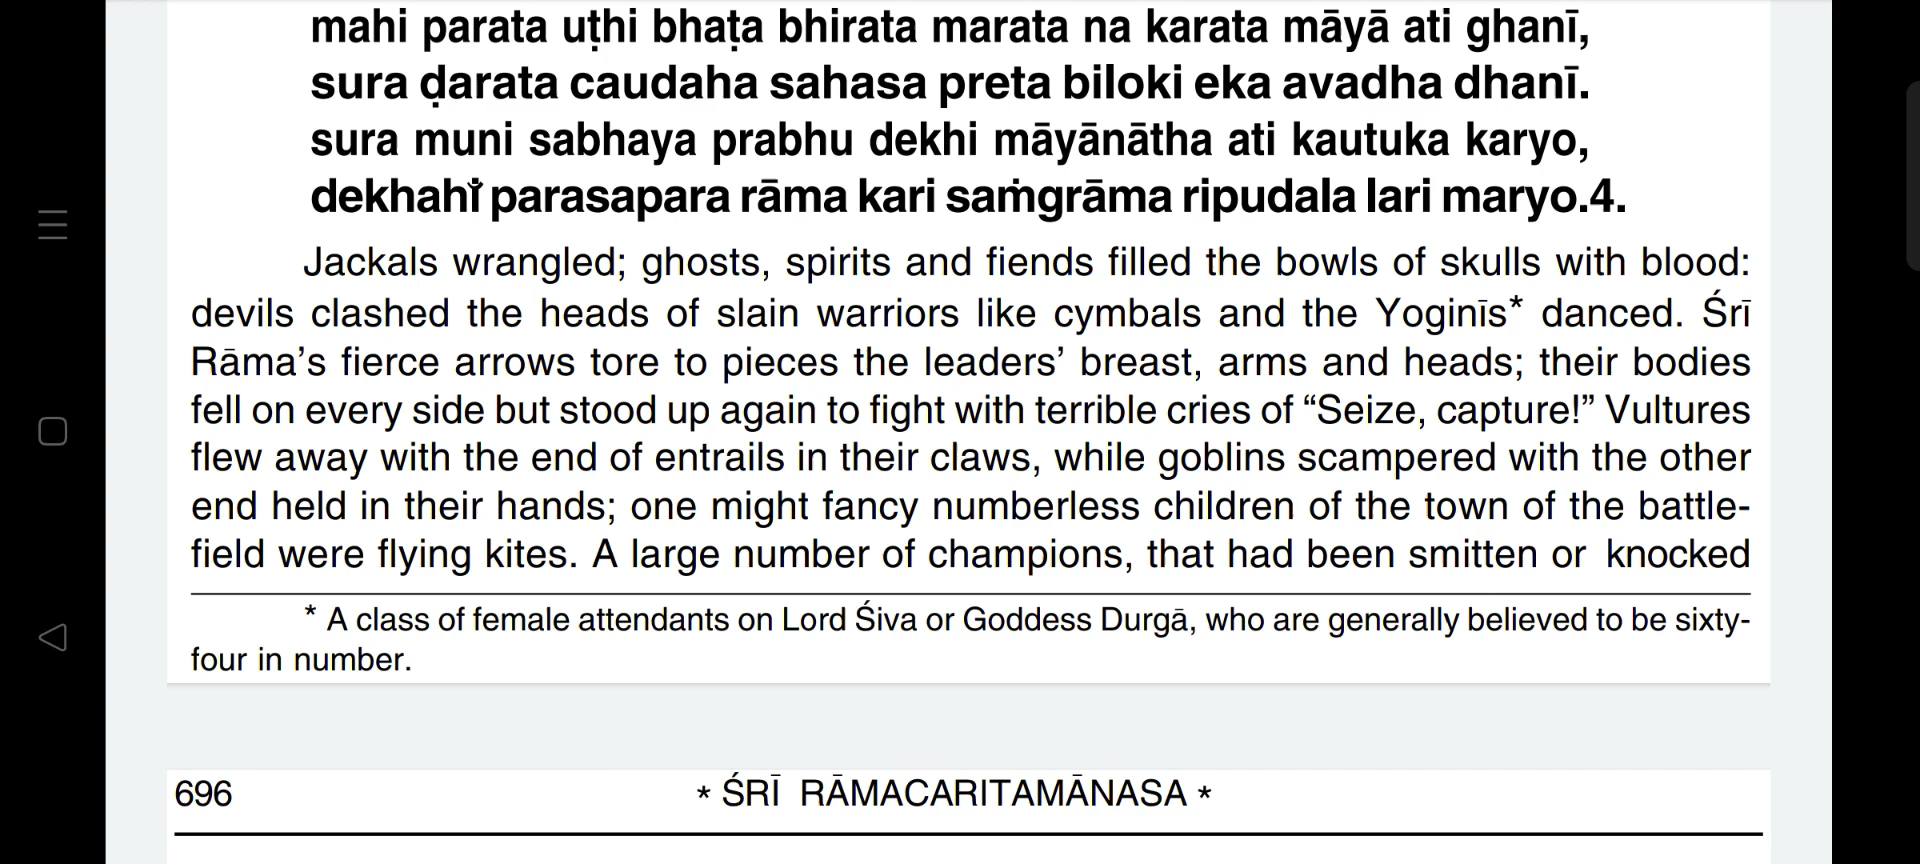 mahi parata uṭhi bhaṭa bhirata marata na karata māyā ati ghanī,
sura ḍarata caudaha sahasa preta biloki eka avadha dhanī.
sura muni sabhaya prabhu dekhi māyānātha ati kautuka karyo,
dekhahi̐ parasapara rāma kari saṁgrāma ripudala lari maryo.4.
Jackals wrangled; ghosts, spirits and fiends filled the bowls of skulls with blood:
devils clashed the heads of slain warriors like cymbals and the Yoginīs* danced. Śrī
Rāma’s fierce arrows tore to pieces the leaders’ breast, arms and heads; their bodies
fell on every side but stood up again to fight with terrible cries of “Seize, capture!” Vultures
flew away with the end of entrails in their claws, while goblins scampered with the other
end held in their hands; one might fancy numberless children of the town of the battle-
field were flying kites. A large number of champions, that had been smitten or knocked
* A class of female attendants on Lord Śiva or Goddess Durgā, who are generally believed to be sixty-
four in number.
696 * ŚRĪ RĀMACARITAMĀNASA *